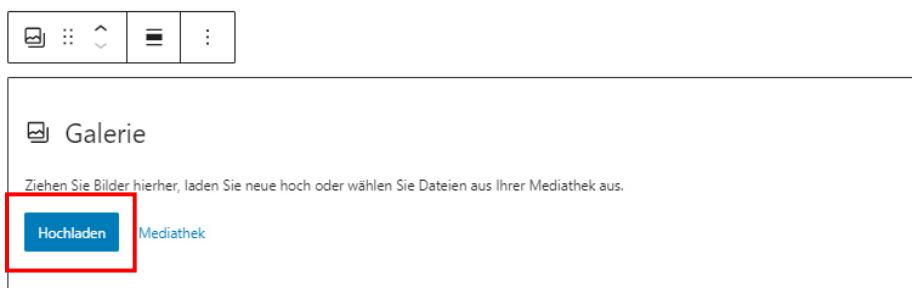 Galerie
Ziehen Sie Bilder hierher, laden Sie neue hoch oder wählen Sie Dateien aus Ihrer Mediathek aus.
Hochladen Mediathek